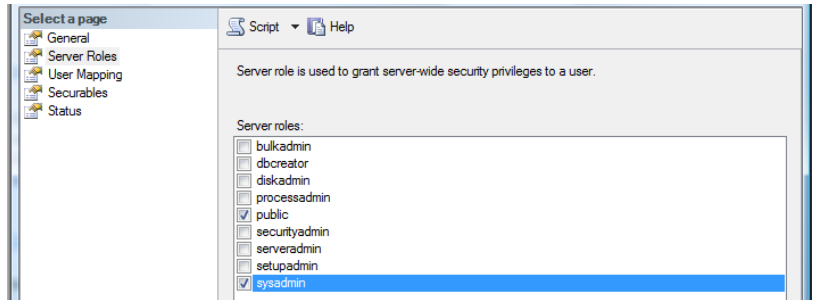 Select a page
General
Server Roles
User Mapping
Securables
Status
Script Help
Server role is used to grant server-wide security privileges to a user.
Server roles:
bulkadmin
dbcreator
diskadmin
processadmin
public
securityadmin
serveradmin
setupadmin
sysadmin